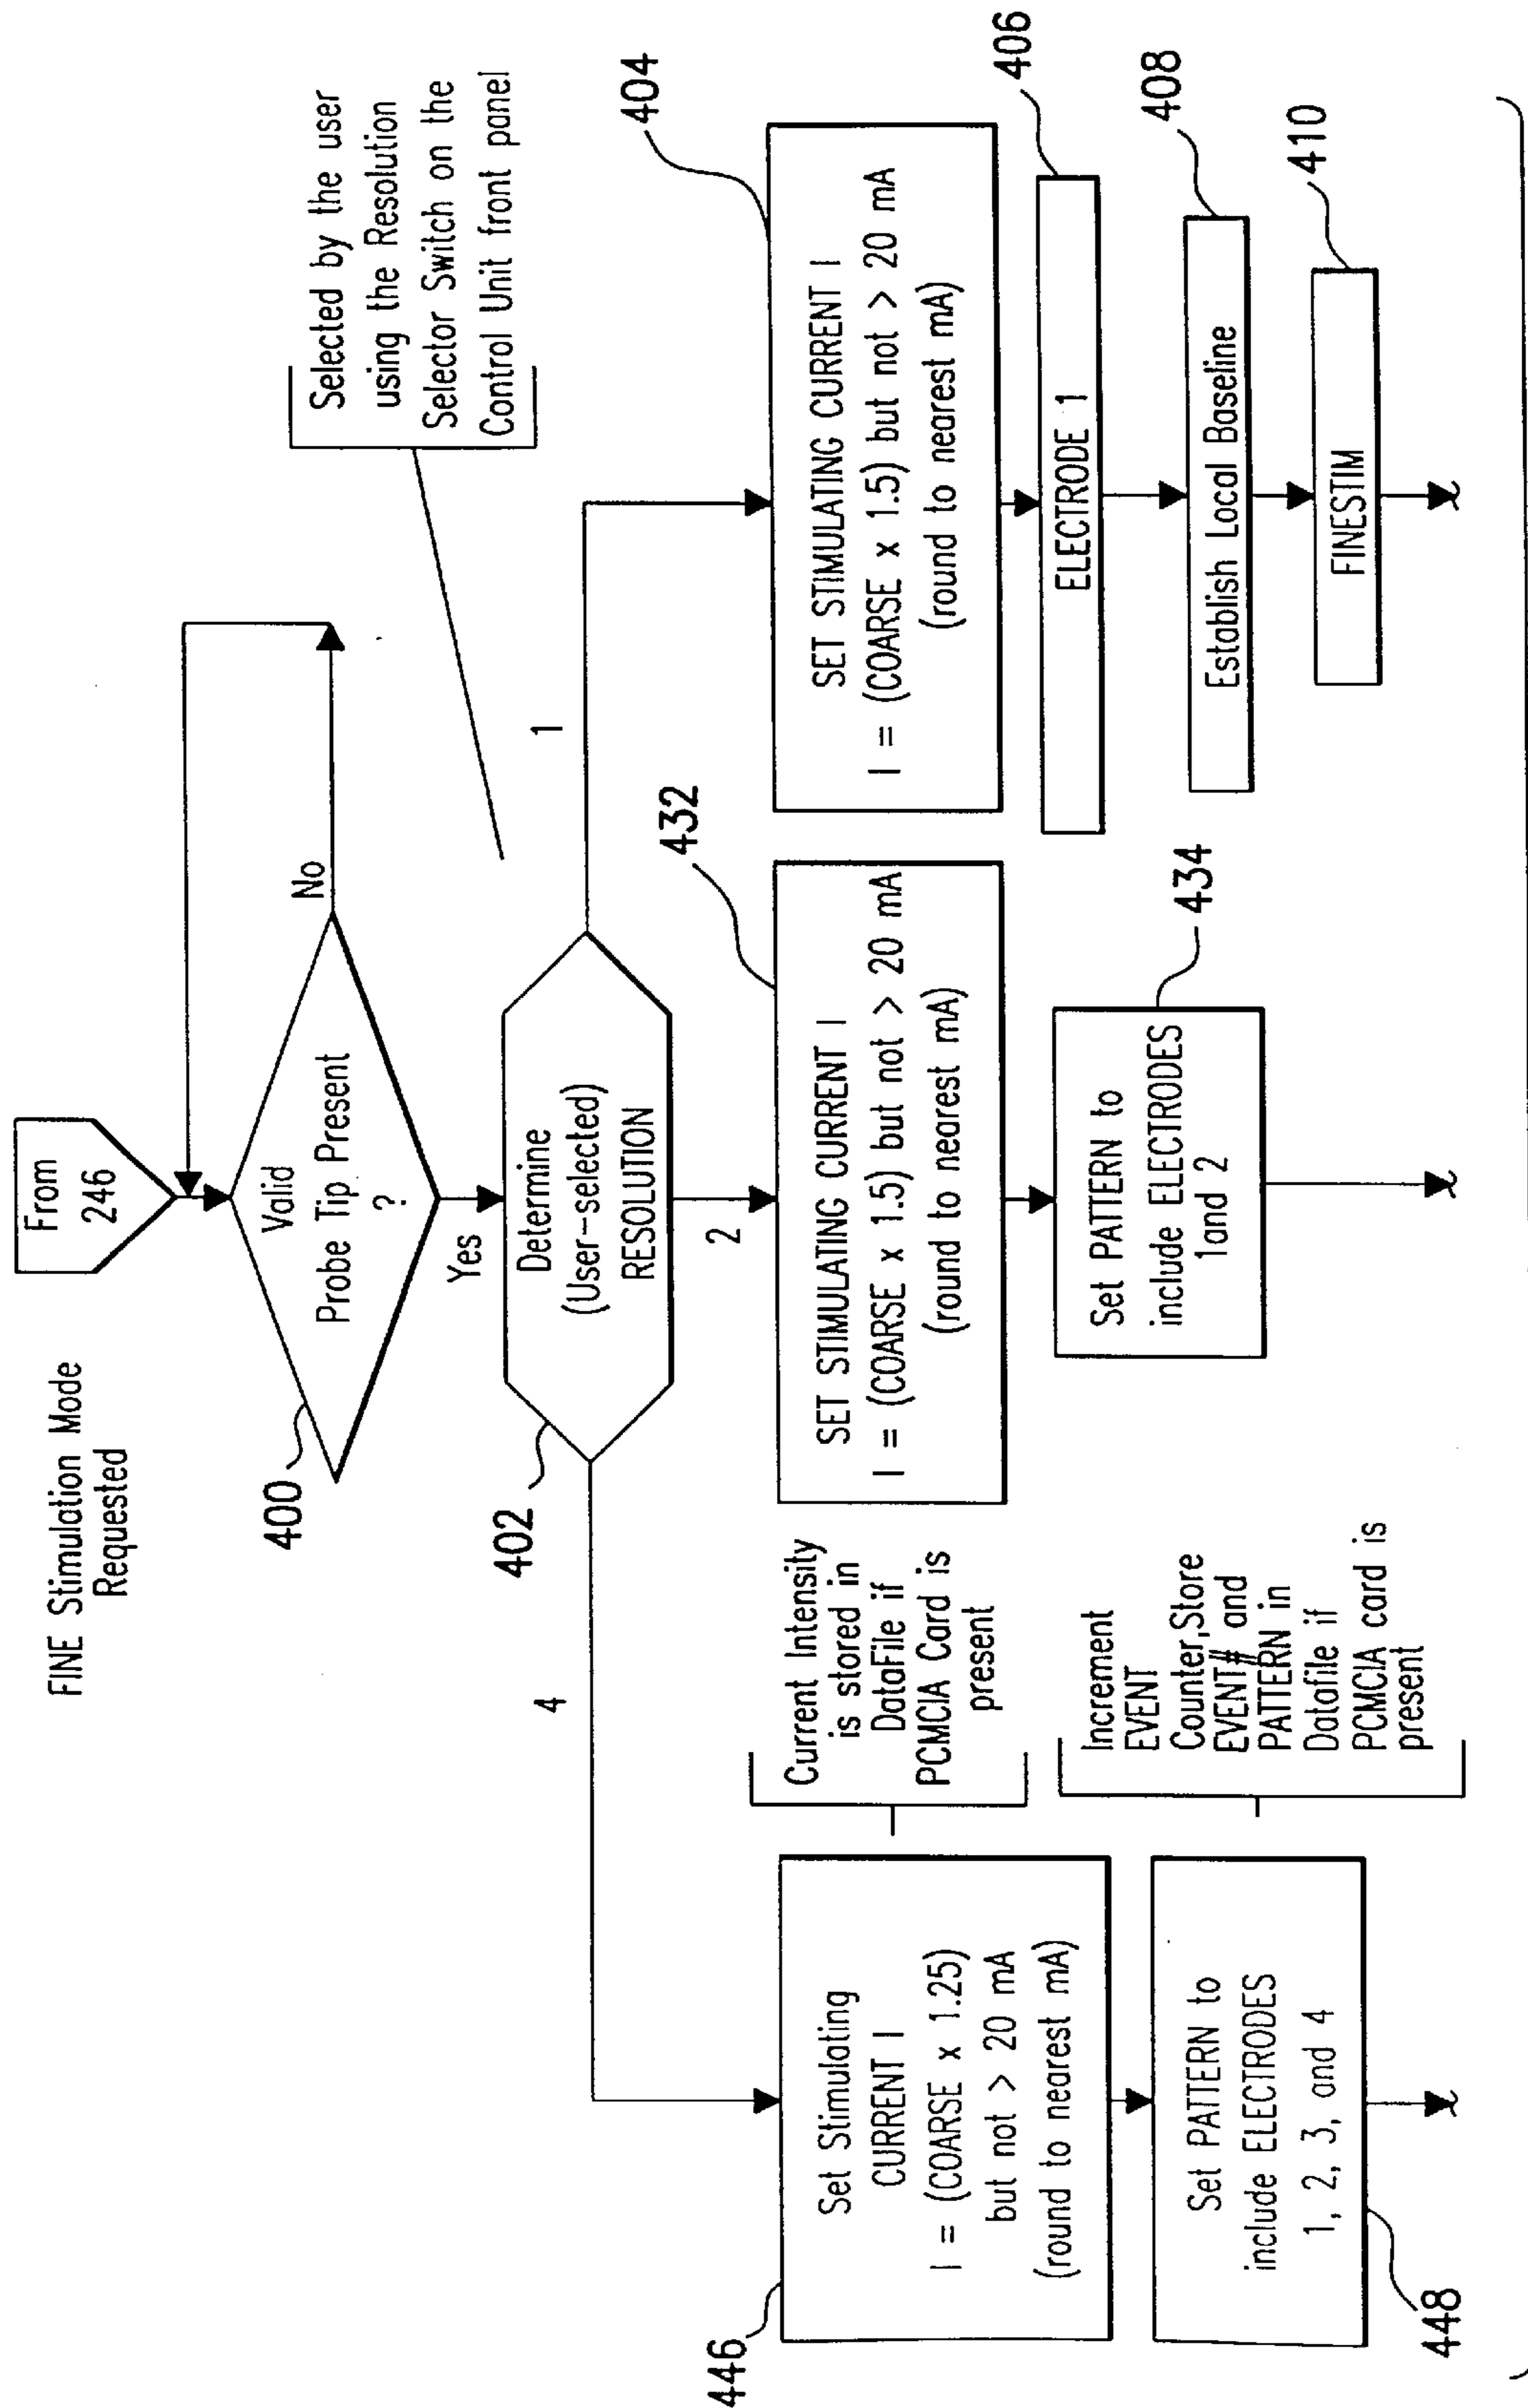 FINE Stimulation Mode
Requested
From
246
400
Valid
Probe Tip Present
?
No
Yes
402
Determine
(User-selected)
RESOLUTION
Selected by the user
using the Resolution
Selector Switch on the
Control Unit front panel
4
2
1
446
Set Stimulating
CURRENT I
I = (COARSE x 1.25)
but not > 20 mA
(round to nearest mA)
Current Intensity
is stored in
DataFile if
PCMCIA Card is
present
432
SET STIMULATING CURRENT I
I = (COARSE x 1.5) but not > 20 mA
(round to nearest mA)
404
SET STIMULATING CURRENT I
I = (COARSE x 1.5) but not > 20 mA
(round to nearest mA)
448
Set PATTERN to
include ELECTRODES
1, 2, 3, and 4
Increment
EVENT
Counter,Store
EVENT# and
PATTERN in
Datafile if
PCMCIA card is
present
434
Set PATTERN to
include ELECTRODES
1and 2
406
ELECTRODE 1
408
Establish Local Baseline
410
FINESTIM